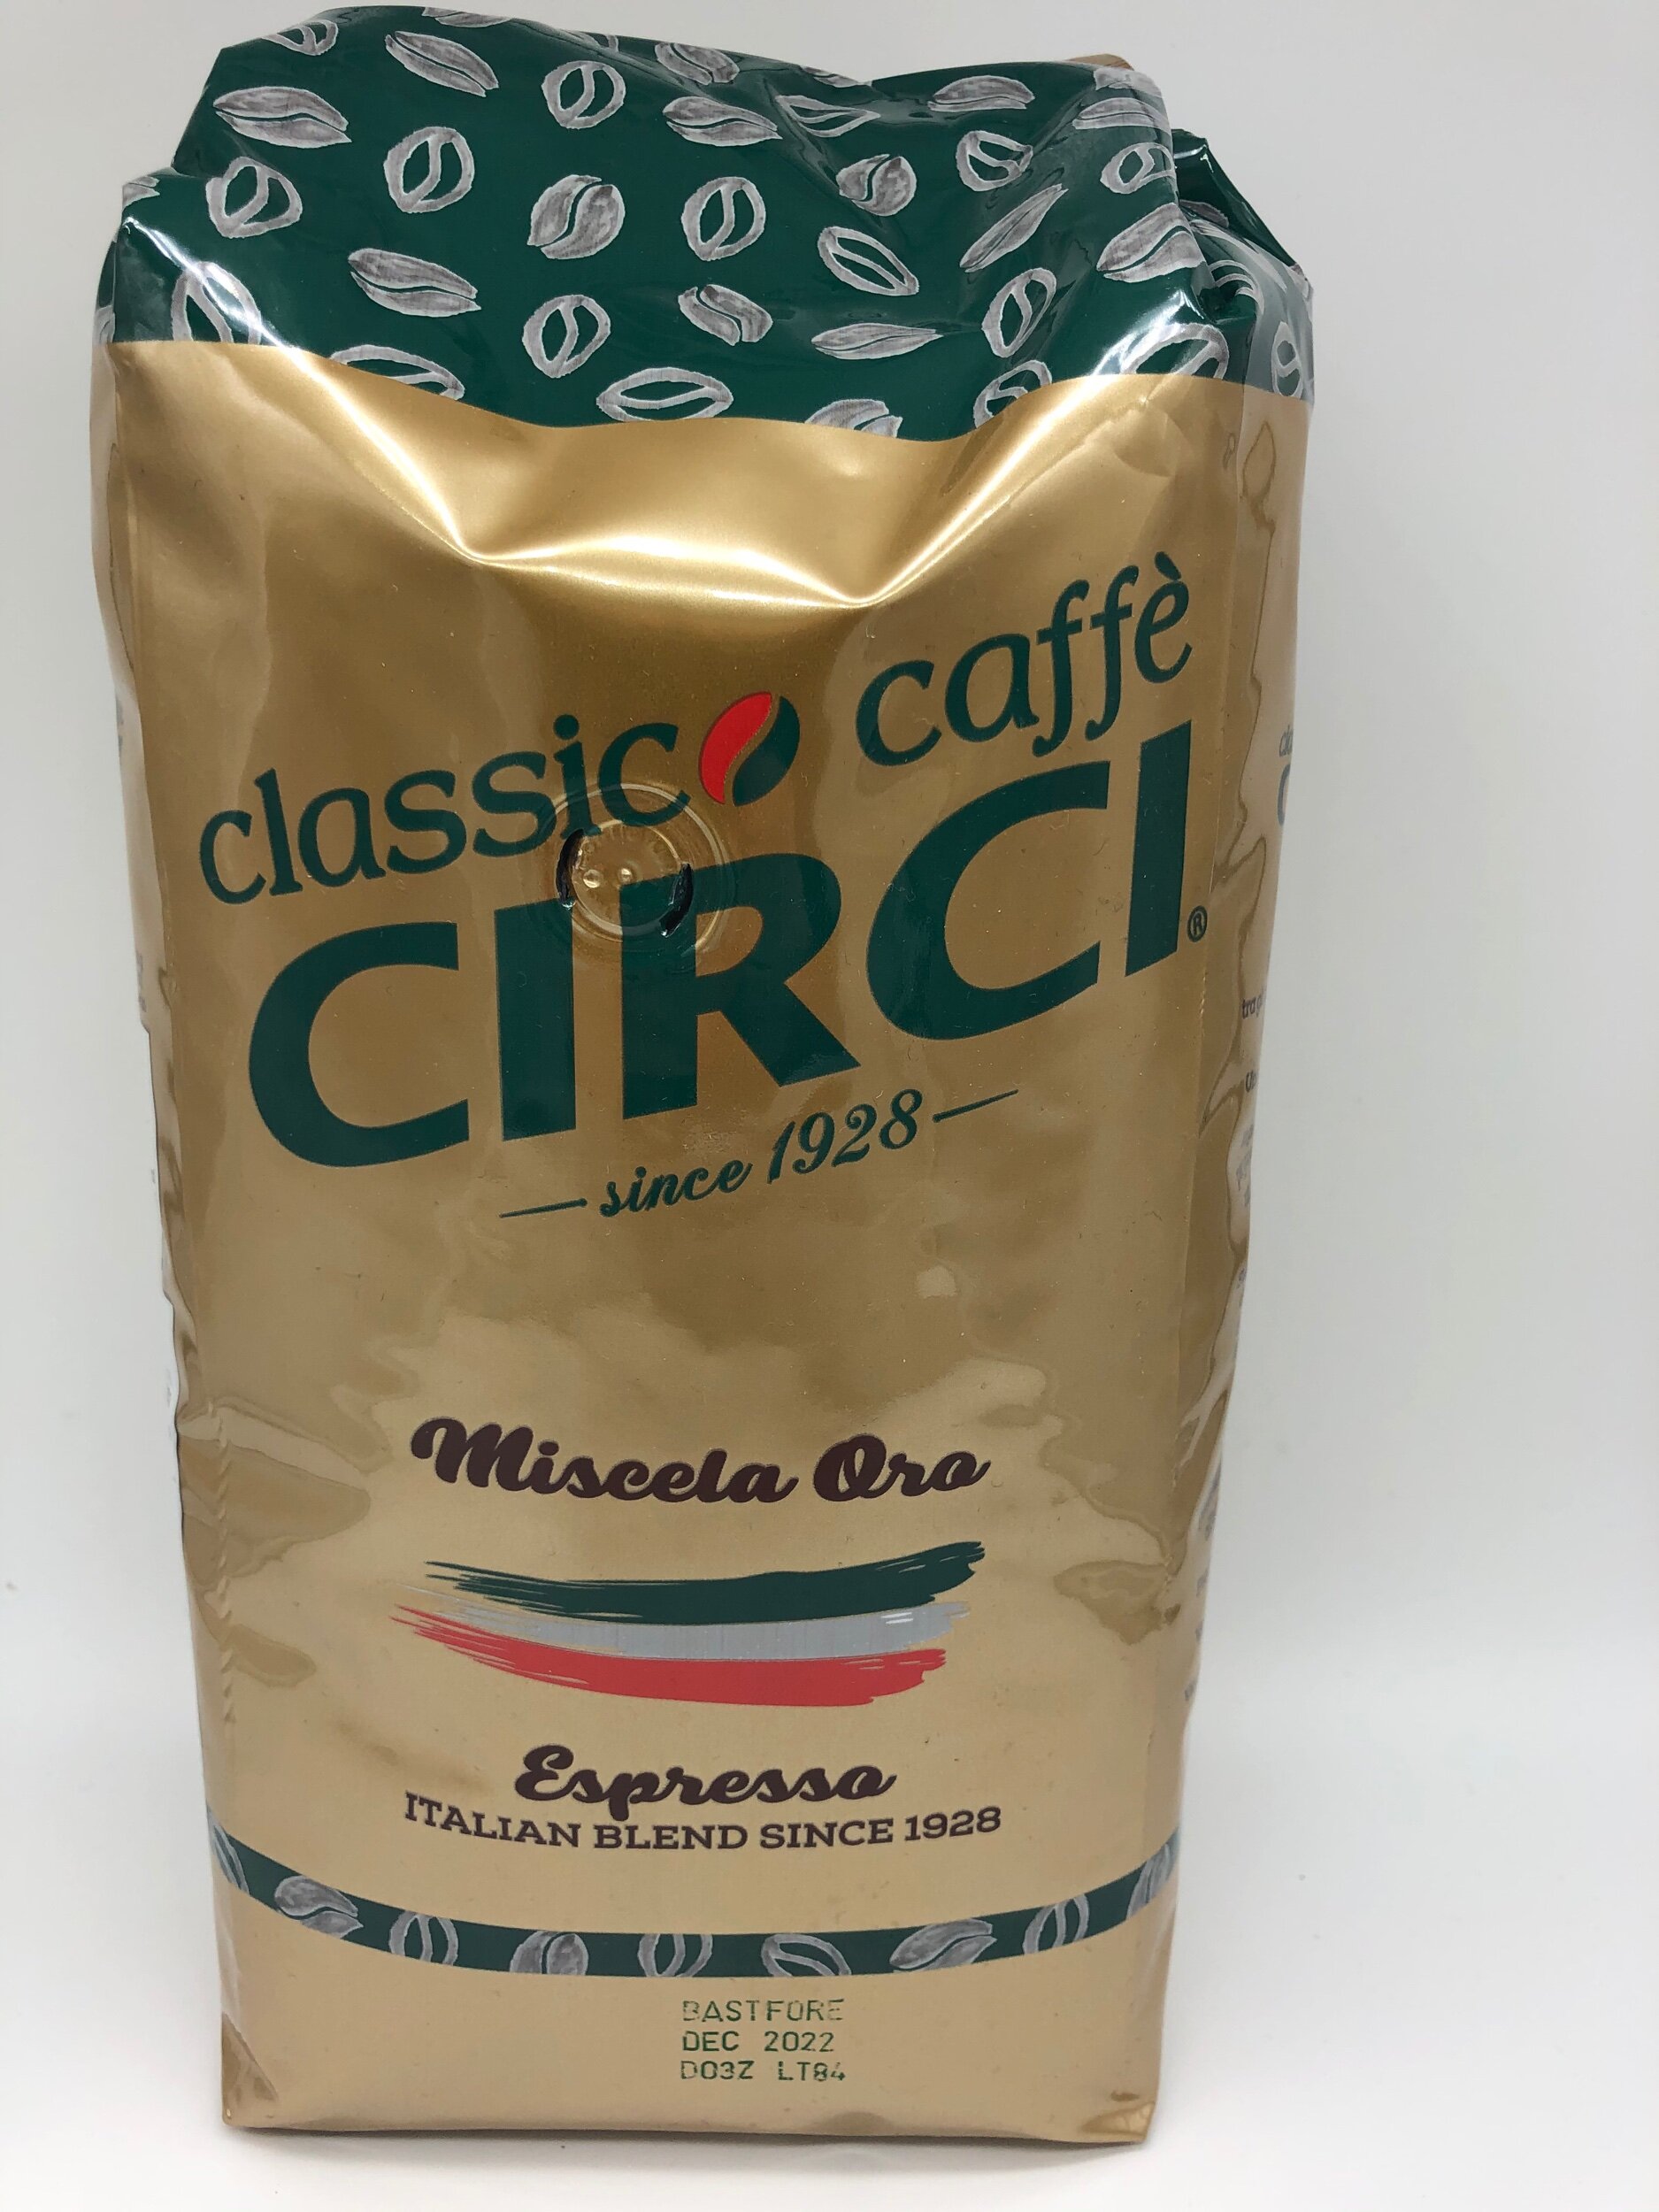 classic caffè
CIRCI®
since 1928
Miscela Oro
Espresso
ITALIAN BLEND SINCE 1928
BASTFORE
DEC 2022
D03Z LT84